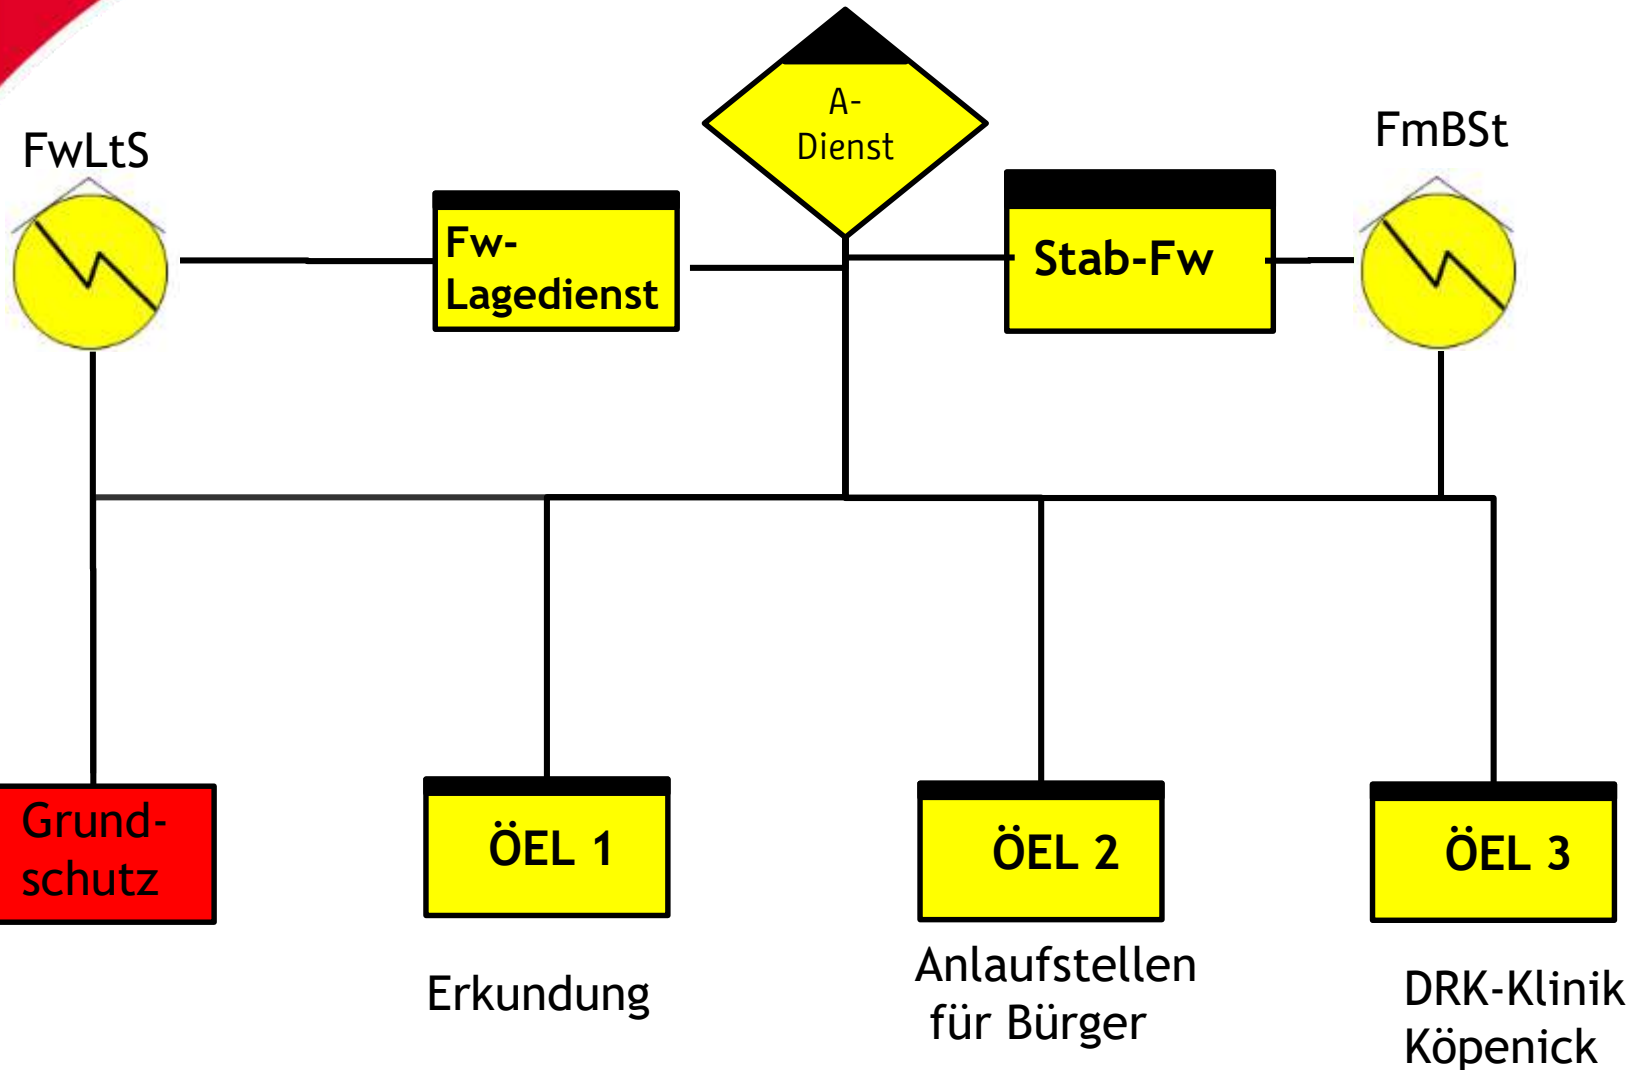 A-
Dienst
FwLtS
FmBSt
Fw-
Lagedienst
Stab-Fw
Grund-
schutz
ÖEL 1
ÖEL 2
ÖEL 3
Erkundung
Anlaufstellen
für Bürger
DRK-Klinik
Köpenick